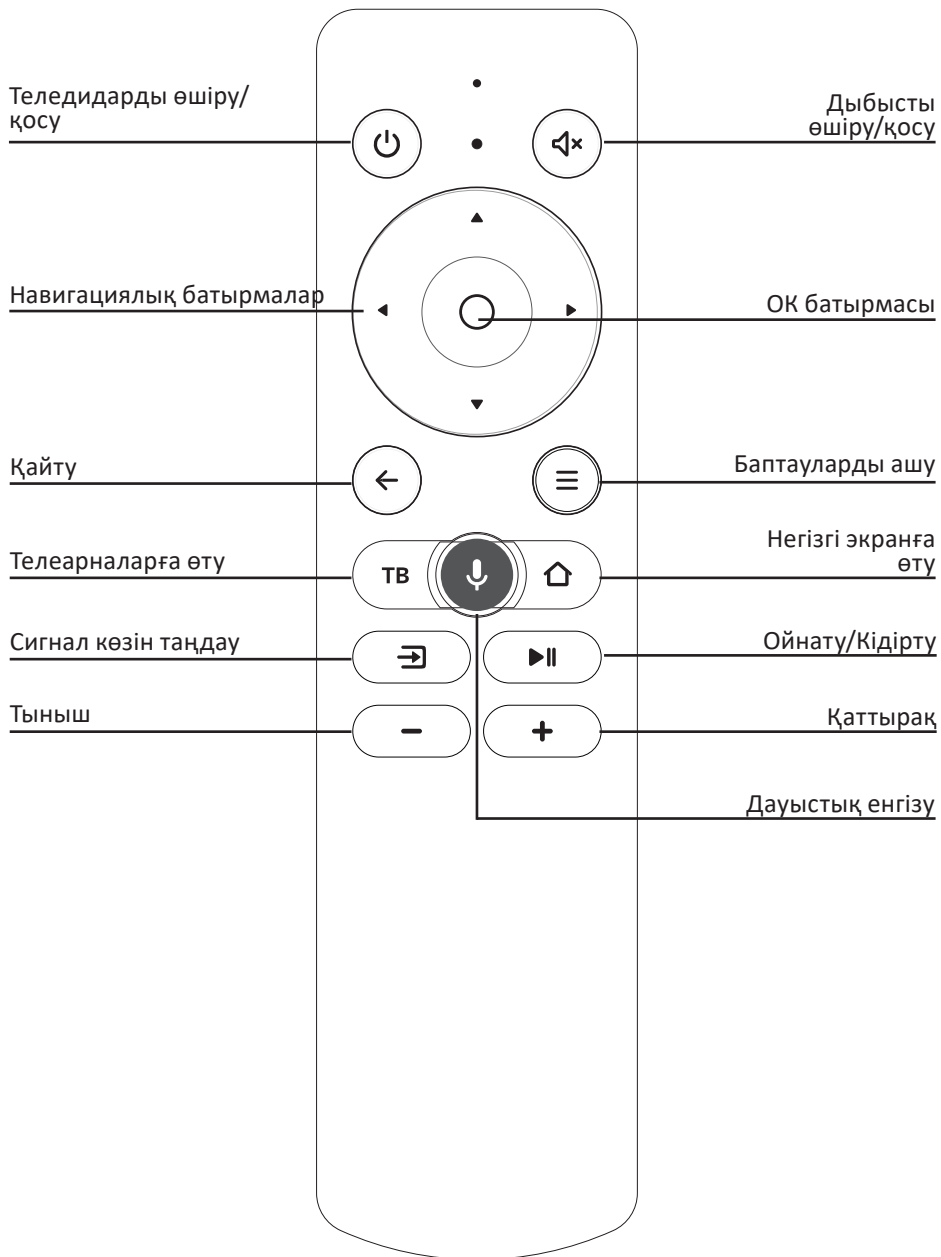 Теледидарды өшіру/
қосу
Дыбысты
өшіру/қосу
Навигациялық батырмалар
ОК батырмасы
Қайту
Баптауларды ашу
Телеарналарға өту
ТВ
Негізгі экранға
өту
Сигнал көзін таңдау
Ойнату/Кідірту
Тыныш
Қаттырақ
Дауыстық енгізу